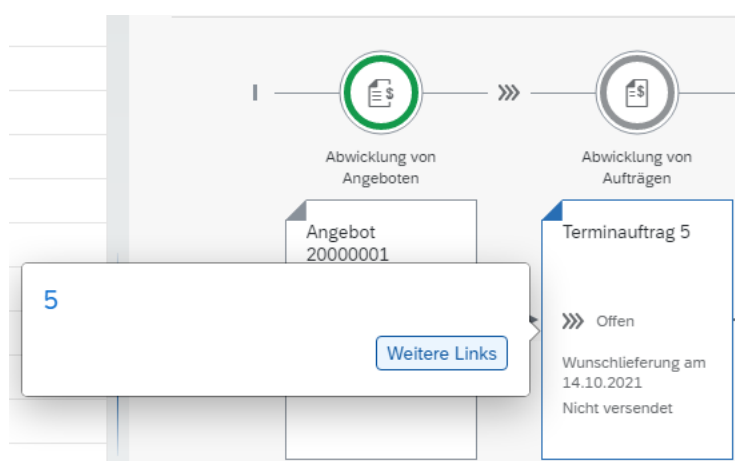 Abwicklung von
Angeboten
Abwicklung von
Aufträgen
Angebot
20000001
Terminauftrag 5
5
Weitere Links
Offen
Wunschlieferung am
14.10.2021
Nicht versendet